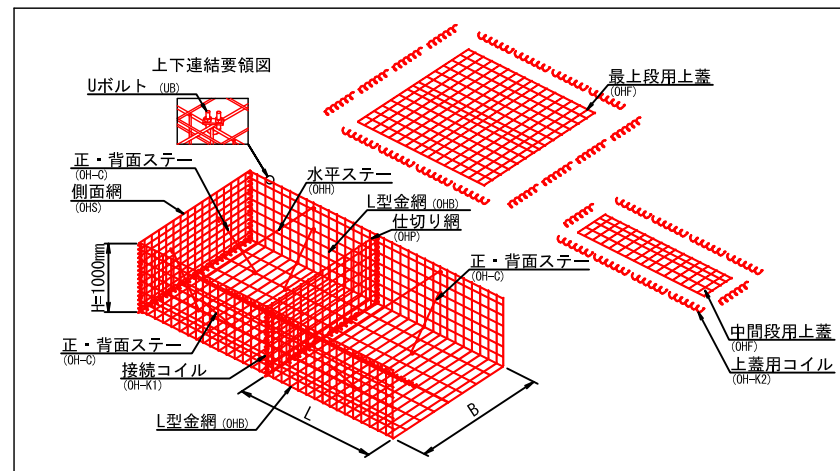 上下連結要領図
Uボルト (UB)
正・背面ステー
(OH-C)
側面網
(OHS)
水平ステー
(OHH)
L型金網 (OHB)
仕切り網
(OHP)
正・背面ステー
(OH-C)
H=1000mm
正・背面ステー
(OH-C)
接続コイル
(OH-K1)
L型金網 (OHB)
L
B
最上段用上蓋
(OHF)
中間段用上蓋
(OHF)
上蓋用コイル
(OH-K2)